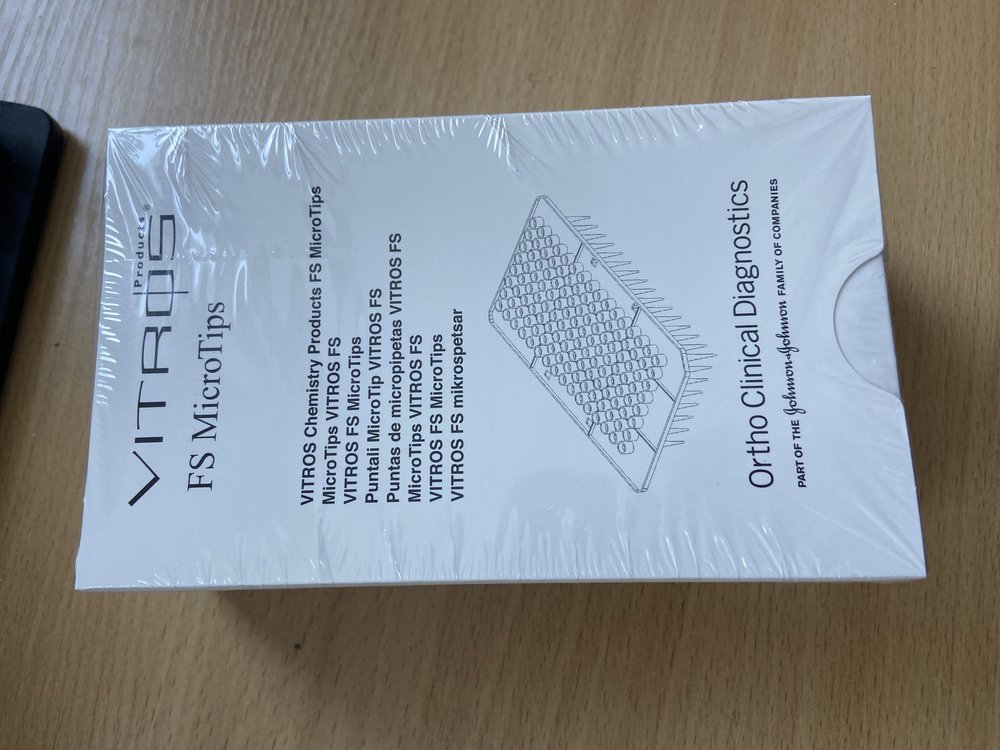 VITROS
Products®
FS MicroTips
VITROS Chemistry Products FS MicroTips
MicroTips VITROS FS
VITROS FS MicroTips
Puntali MicroTip VITROS FS
Puntas de micropipetas VITROS FS
MicroTips VITROS FS
VITROS FS MicroTips
VITROS FS mikrospetsar
Ortho Clinical Diagnostics
PART OF THE Johnson & Johnson FAMILY OF COMPANIES